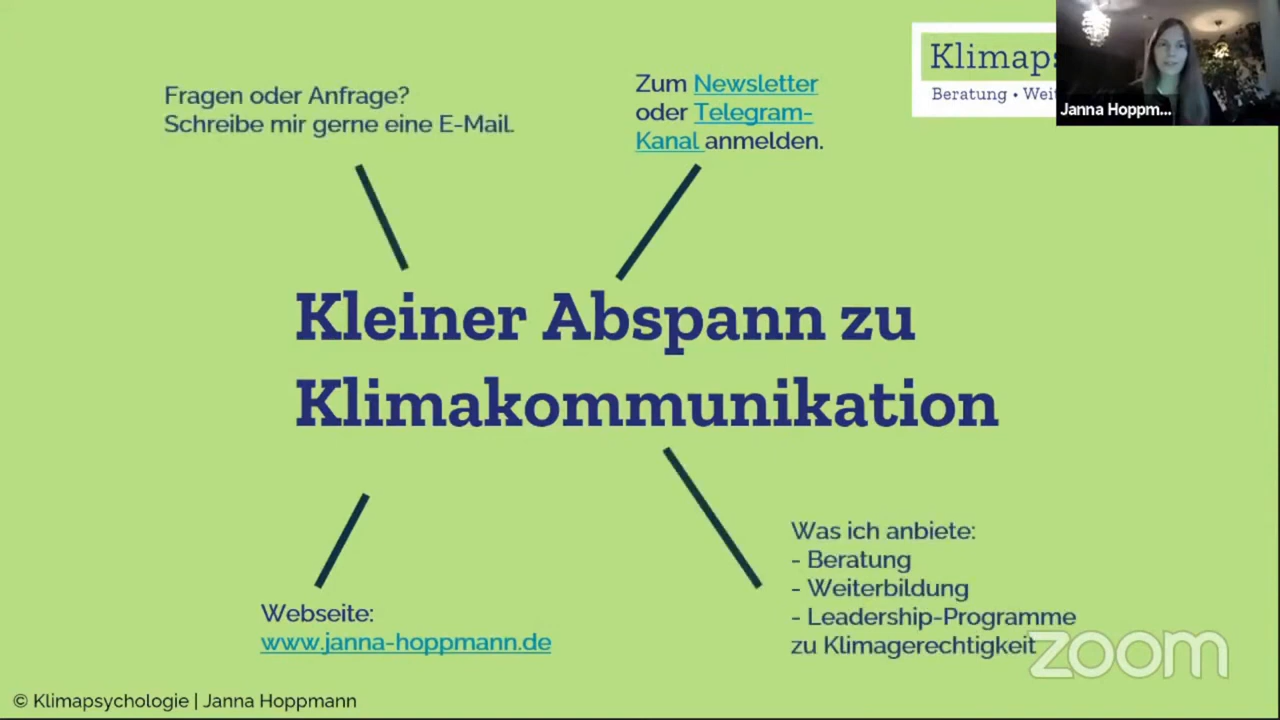 Fragen oder Anfrage?
Schreibe mir gerne eine E-Mail.
Zum Newsletter
oder Telegram-
Kanal anmelden.
Beratung •
Janna Hoppm...
Kleiner Abspann zu
Klimakommunikation
Webseite:
www.janna-hoppmann.de
Was ich anbiete:
- Beratung
- Weiterbildung
- Leadership-Programme
zu Klimagerechtigkeit
zoom
© Klimapsychologie | Janna Hoppmann